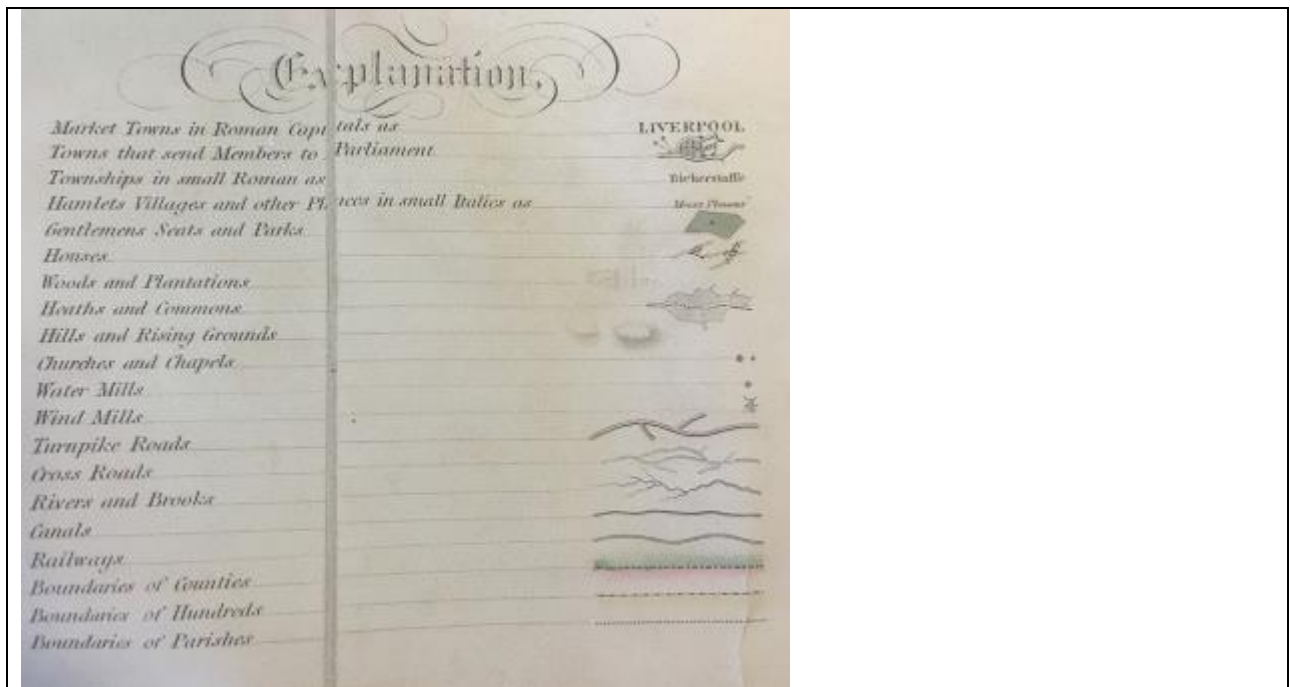 Explanation.
Market Towns in Roman Capitals as LIVERPOOL
Towns that send Members to Parliament
Townships in small Roman as Bickerstaffe
Hamlets Villages and other Places in small Italics as
Gentlemens Seats and Parks
Houses
Woods and Plantations
Heaths and Commons
Hills and Rising Grounds
Churches and Chapels
Water Mills
Wind Mills
Turnpike Roads
Cross Roads
Rivers and Brooks
Canals
Railways
Boundaries of Counties
Boundaries of Hundreds
Boundaries of Parishes